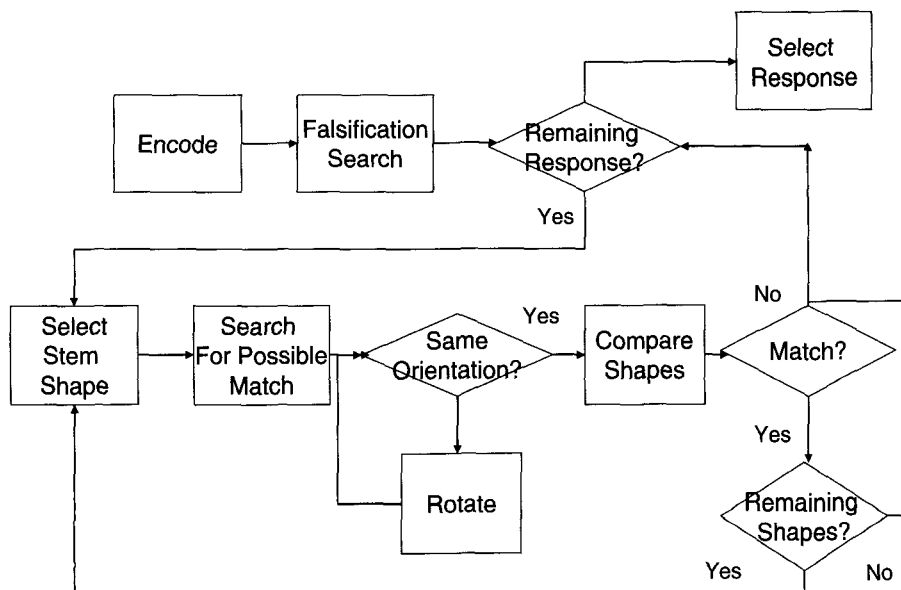 Select
Response
Encode
Falsification
Search
Remaining
Response?
Yes
Select
Stem
Shape
Search
For Possible
Match
Same
Orientation?
Yes
Compare
Shapes
No
Match?
Yes
Rotate
Remaining
Shapes?
Yes
No